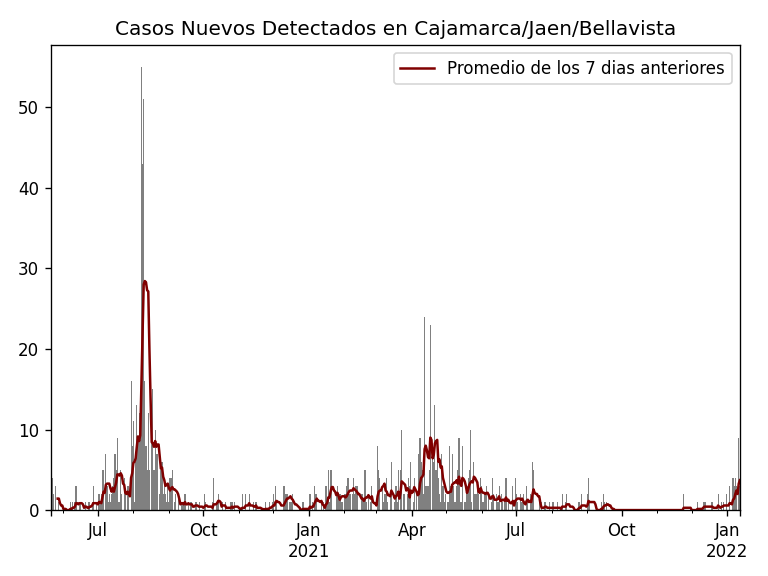 Casos Nuevos Detectados en Cajamarca/Jaen/Bellavista
Promedio de los 7 dias anteriores
50
40
30
20
10
0
Jul Oct Jan Apr Jul Oct Jan
2021 2022